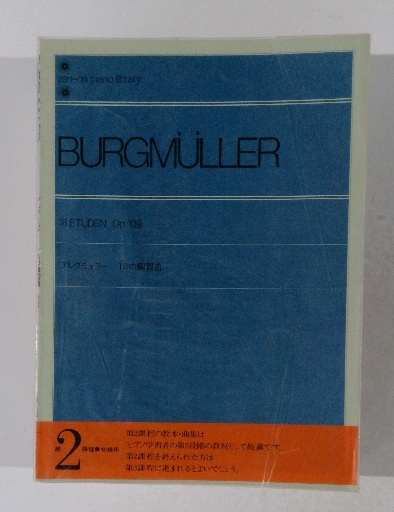 zen-on piano library
BURGMÜLLER
18 ETÜDEN Op.109
ブルクミュラー 18の練習曲
第2課程●初級用
第2課程の教本・曲集は
ピアノ学習者の第2段階の教材として最適です。
第2課程を終えられた方は
第3課程に進まれるとよいでしょう。